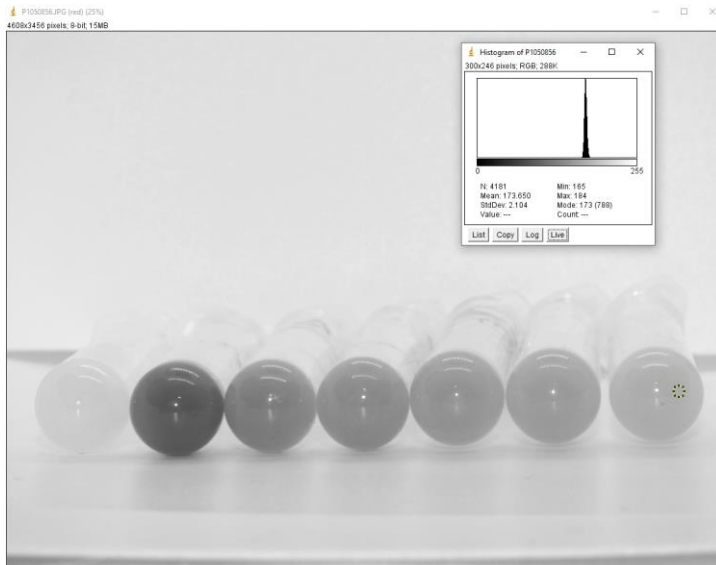 P1050856.JPG (red) (25%)
4608x3456 pixels; 8-bit; 15MB
Histogram of P1050856
300x246 pixels; RGB; 288K
0 255
N: 4181 Min: 165
Mean: 173.650 Max: 184
StdDev: 2.104 Mode: 173 (788)
Value: --- Count: ---
List Copy Log Live